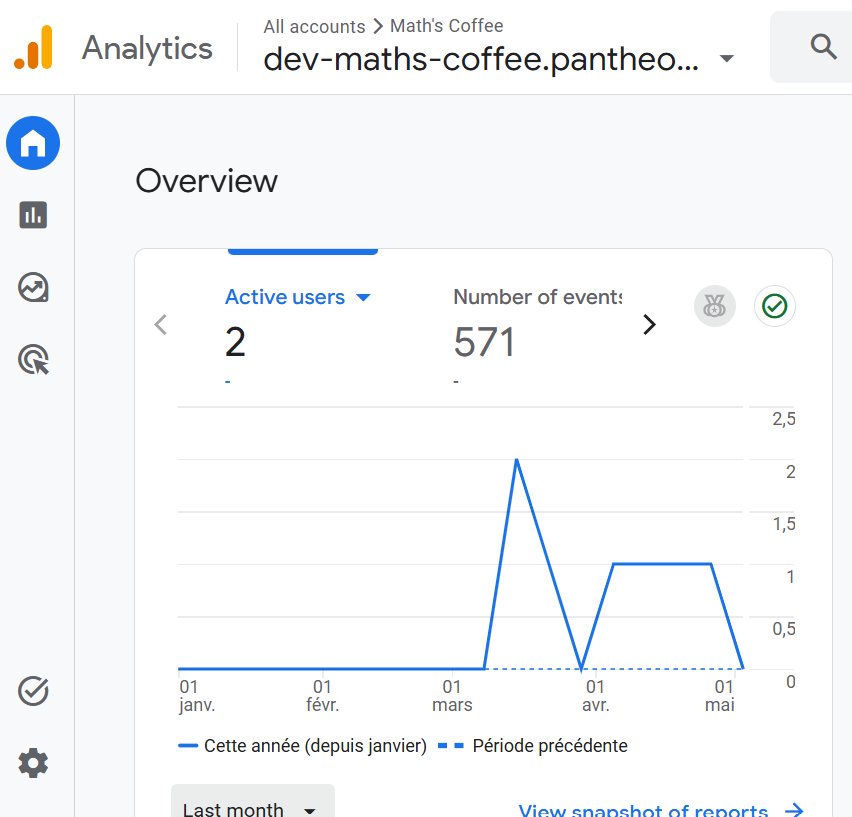 Analytics
All accounts > Math's Coffee
dev-maths-coffee.pantheo...
Overview
Active users
2
-
Number of events
571
-
2,5
2
1,5
1
0,5
0
01
janv.
01
févr.
01
mars
01
avr.
01
mai
Cette année (depuis janvier)
Période précédente
Last month
View snapshot of reports